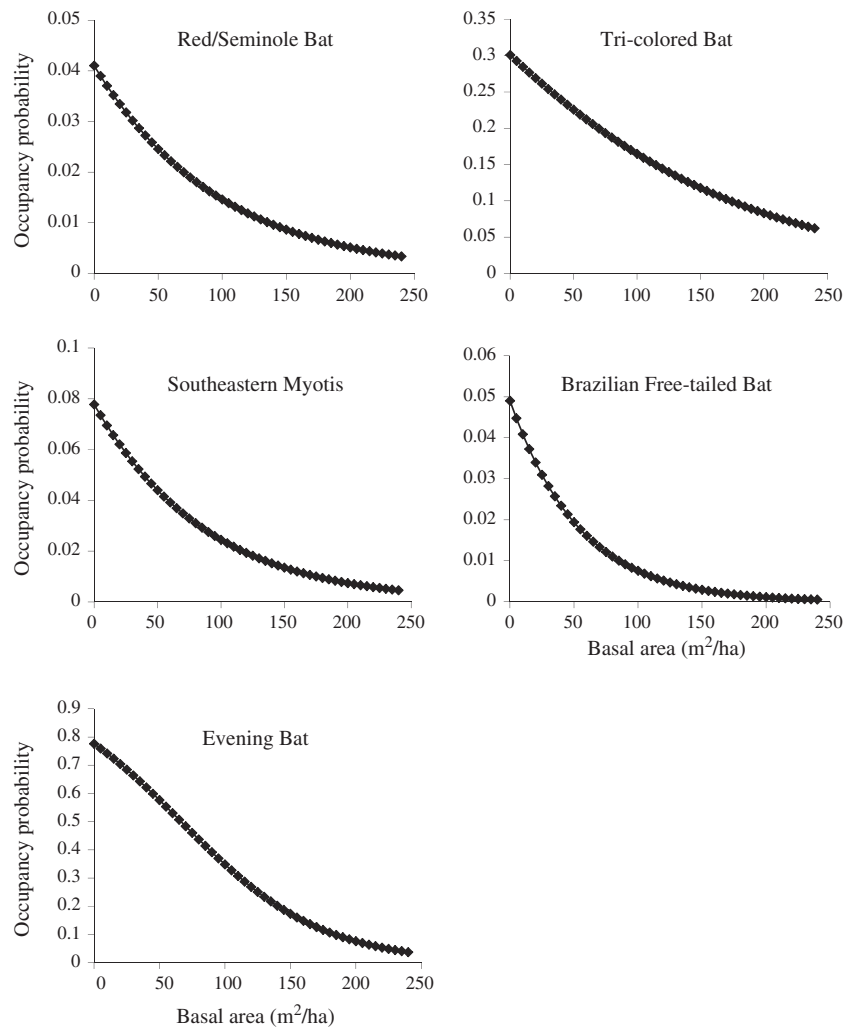 Red/Seminole Bat
Occupancy probability
0.05
0.04
0.03
0.02
0.01
0
0 50 100 150 200 250
Tri-colored Bat
0.35
0.3
0.25
0.2
0.15
0.1
0.05
0
0 50 100 150 200 250
Southeastern Myotis
Occupancy probability
0.1
0.08
0.06
0.04
0.02
0
0 50 100 150 200 250
Brazilian Free-tailed Bat
0.06
0.05
0.04
0.03
0.02
0.01
0
0 50 100 150 200 250
Basal area (m²/ha)
Evening Bat
Occupancy probability
0.9
0.8
0.7
0.6
0.5
0.4
0.3
0.2
0.1
0
0 50 100 150 200 250
Basal area (m²/ha)